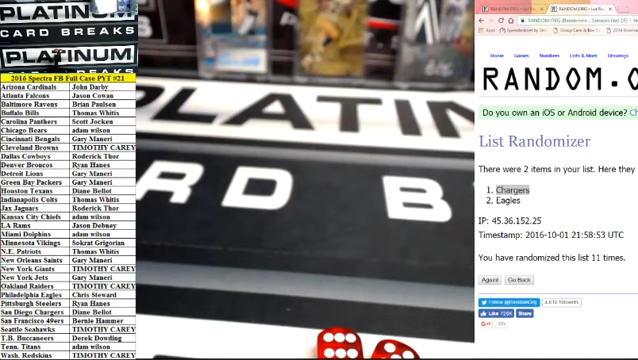 PLATINUM
CARD BREAKS
PLATINUM
2016 Spectra FB Full Case PYT #21
Arizona Cardinals John Darby
Atlanta Falcons Jason Cowan
Baltimore Ravens Brian Paulsen
Buffalo Bills Thomas Whitis
Carolina Panthers Scott Jocken
Chicago Bears adam wilson
Cincinnati Bengals Gary Maneri
Cleveland Browns TIMOTHY CAREY
Dallas Cowboys Roderick Thor
Denver Broncos Ryan Hanes
Detroit Lions Gary Maneri
Green Bay Packers Gary Maneri
Houston Texans Diane Bellot
Indianapolis Colts Thomas Whitis
Jax Jaguars Roderick Thor
Kansas City Chiefs adam wilson
LA Rams Jason Debney
Miami Dolphins adam wilson
Minnesota Vikings Sokrat Grigorian
N.E. Patriots Thomas Whitis
New Orleans Saints Gary Maneri
New York Giants TIMOTHY CAREY
New York Jets Gary Maneri
Oakland Raiders TIMOTHY CAREY
Philadelphia Eagles Chris Steward
Pittsburgh Steelers Ryan Hanes
San Diego Chargers Diane Bellot
San Francisco 49ers Bernie Hammer
Seattle Seahawks TIMOTHY CAREY
T.B. Buccaneers Derek Dowding
Tenn. Titans adam wilson
Wash. Redskins TIMOTHY CAREY
PLATIN
RD B
Home Games Numbers Lists & More Drawings
RANDOM.O
Do you own an iOS or Android device? Ch
List Randomizer
There were 2 items in your list. Here they
1. Chargers
2. Eagles
IP: 45.36.152.25
Timestamp: 2016-10-01 21:58:53 UTC
You have randomized this list 11 times.
Again! Go Back
Follow @RandomOrg
Like